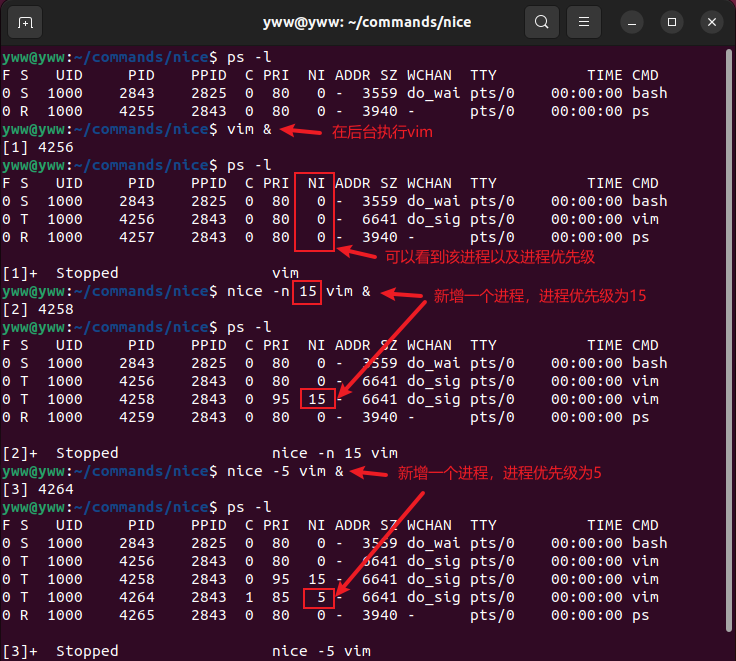 yww@yww: ~/commands/nice
yww@yww:~/commands/nice$ ps -l
F S   UID     PID    PPID  C PRI  NI ADDR SZ WCHAN  TTY          TIME CMD
0 S  1000    2843    2825  0  80   0 -  3559 do_wai pts/0    00:00:00 bash
0 R  1000    4255    2843  0  80   0 -  3940 -      pts/0    00:00:00 ps
yww@yww:~/commands/nice$ vim & 在后台执行vim
[1] 4256
yww@yww:~/commands/nice$ ps -l
F S   UID     PID    PPID  C PRI  NI ADDR SZ WCHAN  TTY          TIME CMD
0 S  1000    2843    2825  0  80   0 -  3559 do_wai pts/0    00:00:00 bash
0 T  1000    4256    2843  0  80   0 -  6641 do_sig pts/0    00:00:00 vim
0 R  1000    4257    2843  0  80   0 -  3940 -      pts/0    00:00:00 ps
可以看到该进程以及进程优先级
[1]+  Stopped                 vim
yww@yww:~/commands/nice$ nice -n 15 vim & 新增一个进程，进程优先级为15
[2] 4258
yww@yww:~/commands/nice$ ps -l
F S   UID     PID    PPID  C PRI  NI ADDR SZ WCHAN  TTY          TIME CMD
0 S  1000    2843    2825  0  80   0 -  3559 do_wai pts/0    00:00:00 bash
0 T  1000    4256    2843  0  80   0 -  6641 do_sig pts/0    00:00:00 vim
0 T  1000    4258    2843  0  95  15 -  6641 do_sig pts/0    00:00:00 vim
0 R  1000    4259    2843  0  80   0 -  3940 -      pts/0    00:00:00 ps
[2]+  Stopped                 nice -n 15 vim
yww@yww:~/commands/nice$ nice -5 vim & 新增一个进程，进程优先级为5
[3] 4264
yww@yww:~/commands/nice$ ps -l
F S   UID     PID    PPID  C PRI  NI ADDR SZ WCHAN  TTY          TIME CMD
0 S  1000    2843    2825  0  80   0 -  3559 do_wai pts/0    00:00:00 bash
0 T  1000    4256    2843  0  80   0 -  6641 do_sig pts/0    00:00:00 vim
0 T  1000    4258    2843  0  95  15 -  6641 do_sig pts/0    00:00:00 vim
0 T  1000    4264    2843  1  85   5 -  6641 do_sig pts/0    00:00:00 vim
0 R  1000    4265    2843  0  80   0 -  3940 -      pts/0    00:00:00 ps
[3]+  Stopped                 nice -5 vim